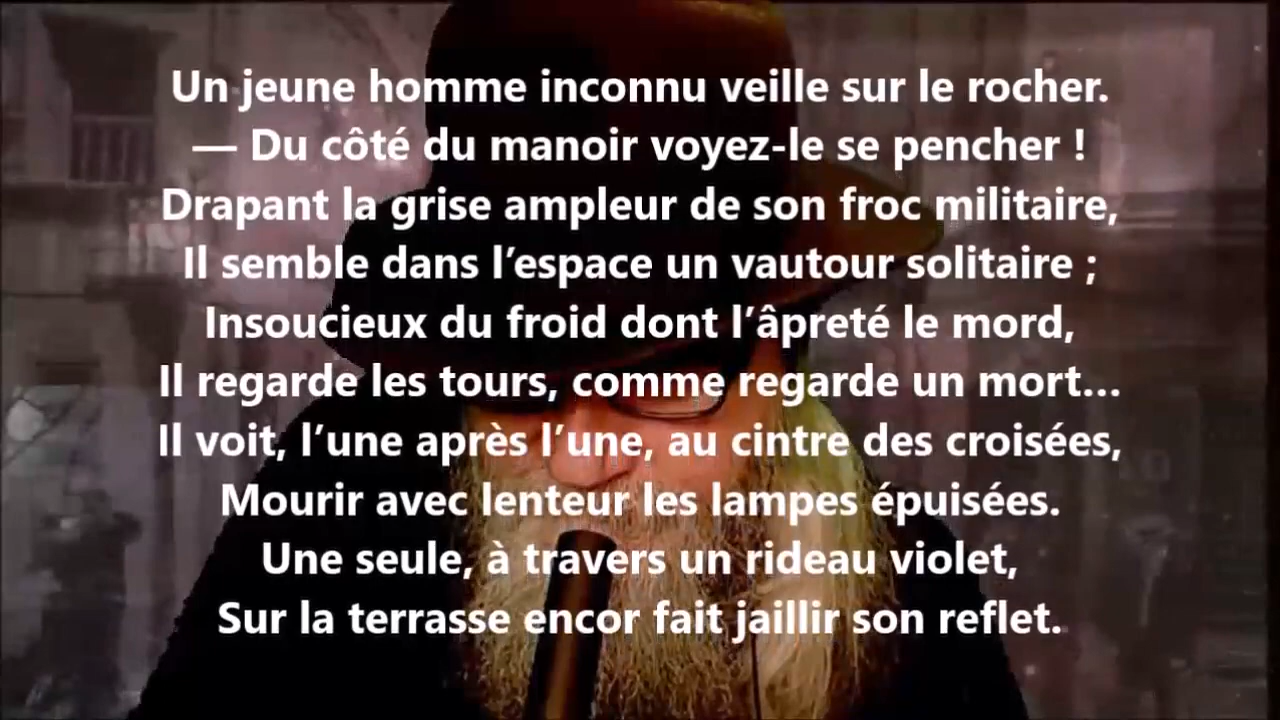 Un jeune homme inconnu veille sur le rocher.
— Du côté du manoir voyez-le se pencher !
Drapant la grise ampleur de son froc militaire,
Il semble dans l’espace un vautour solitaire ;
Insoucieux du froid dont l’âpreté le mord,
Il regarde les tours, comme regarde un mort…
Il voit, l’une après l’une, au cintre des croisées,
Mourir avec lenteur les lampes épuisées.
Une seule, à travers un rideau violet,
Sur la terrasse encor fait jaillir son reflet.